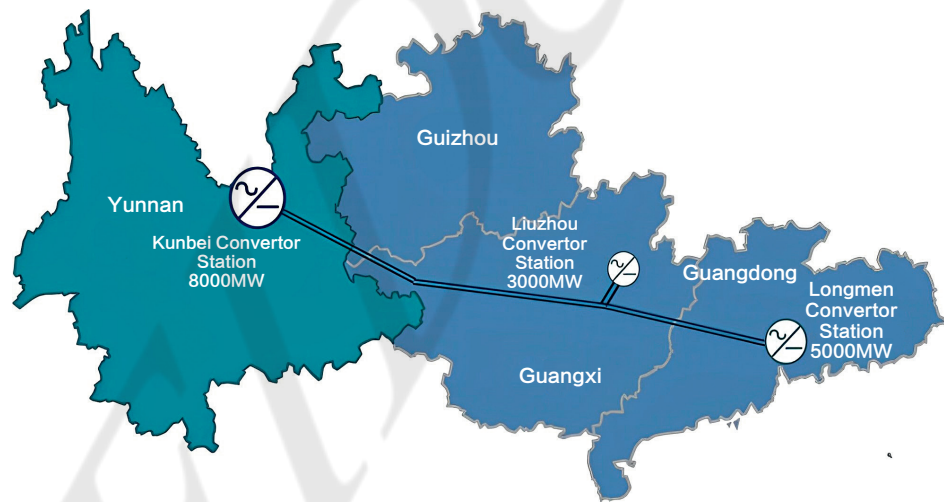 Guizhou
Yunnan
Kunbei Convertor
Station
8000MW
Liuzhou
Convertor
Station
3000MW
Guangdong
Longmen
Convertor
Station
5000MW
Guangxi